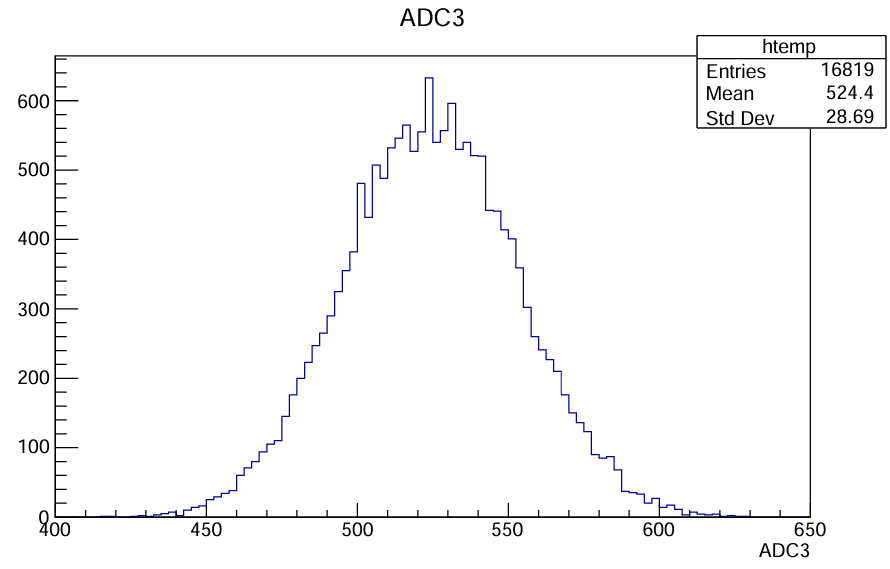 ADC3
htemp
Entries 16819
Mean 524.4
Std Dev 28.69
600
500
400
300
200
100
0
400 450 500 550 600 650
ADC3